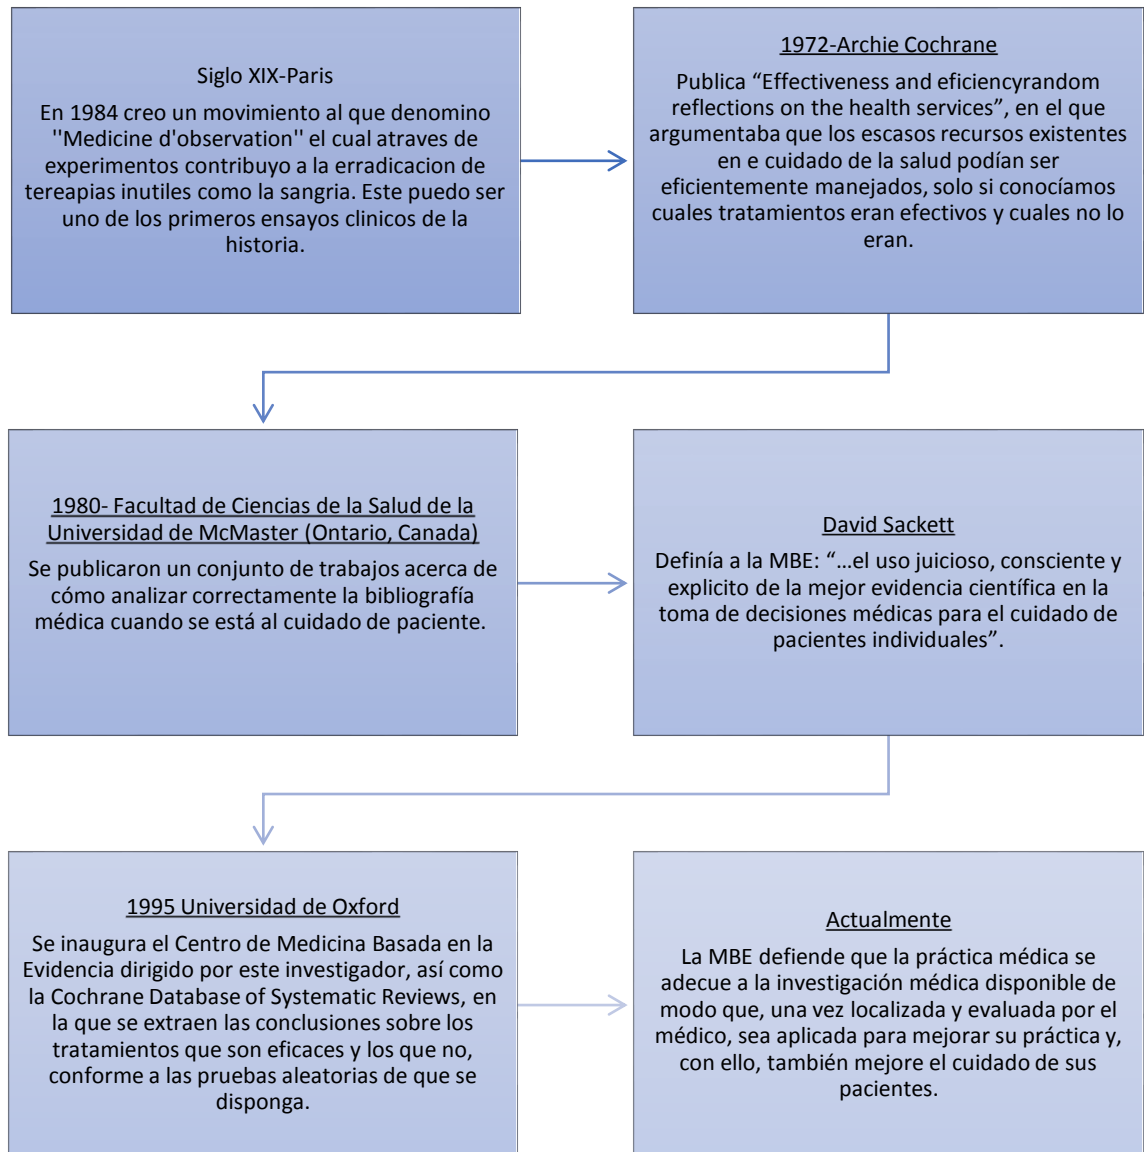 Siglo XIX-Paris
En 1984 creo un movimiento al que denomino
''Medicine d'observation'' el cual atraves de
experimentos contribuyo a la erradicacion de
tereapias inutiles como la sangria. Este puedo ser
uno de los primeros ensayos clinicos de la
historia.
1972-Archie Cochrane
Publica “Effectiveness and eficiencyrandom
reflections on the health services”, en el que
argumentaba que los escasos recursos existentes
en e cuidado de la salud podían ser
eficientemente manejados, solo si conocíamos
cuales tratamientos eran efectivos y cuales no lo
eran.
1980- Facultad de Ciencias de la Salud de la
Universidad de McMaster (Ontario, Canada)
Se publicaron un conjunto de trabajos acerca de
cómo analizar correctamente la bibliografía
médica cuando se está al cuidado de paciente.
David Sackett
Definía a la MBE: “…el uso juicioso, consciente y
explicito de la mejor evidencia científica en la
toma de decisiones médicas para el cuidado de
pacientes individuales”.
1995 Universidad de Oxford
Se inaugura el Centro de Medicina Basada en la
Evidencia dirigido por este investigador, así como
la Cochrane Database of Systematic Reviews, en
la que se extraen las conclusiones sobre los
tratamientos que son eficaces y los que no,
conforme a las pruebas aleatorias de que se
disponga.
Actualmente
La MBE defiende que la práctica médica se
adecue a la investigación médica disponible de
modo que, una vez localizada y evaluada por el
médico, sea aplicada para mejorar su práctica y,
con ello, también mejore el cuidado de sus
pacientes.